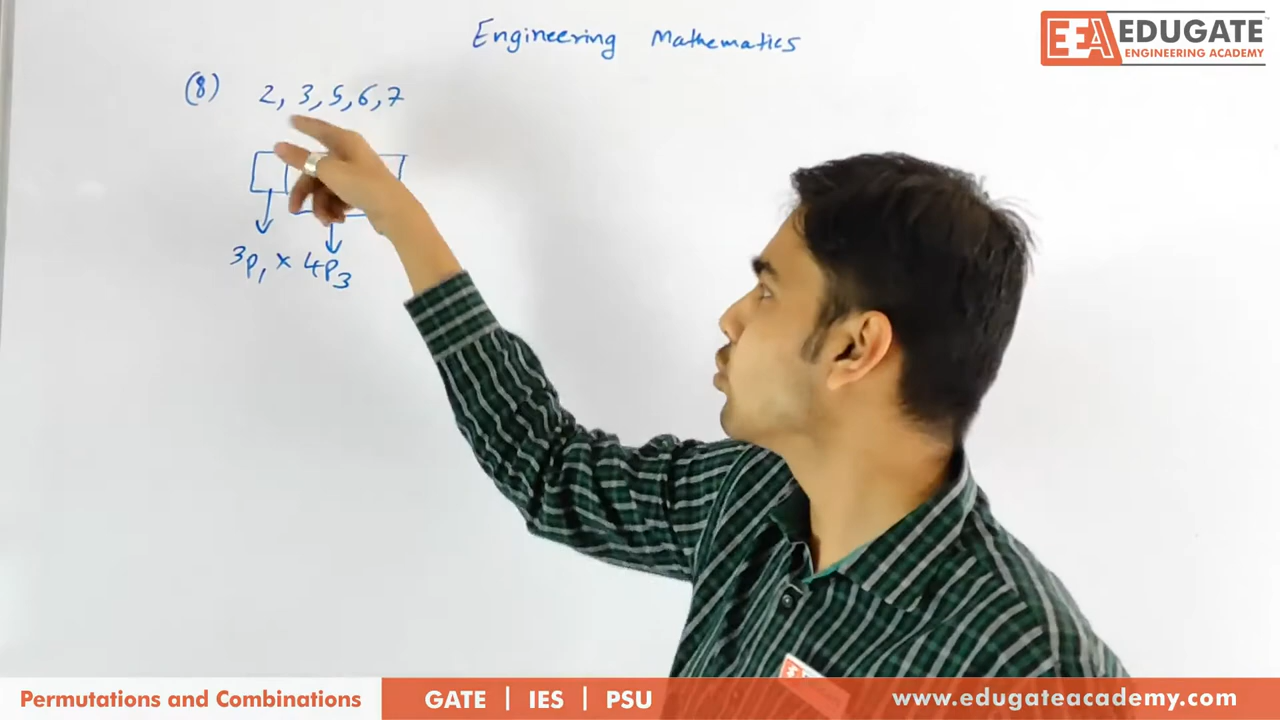 Engineering Mathematics
EEA EDUGATE
ENGINEERING ACADEMY
(8) 2, 3, 5, 6, 7
3P1 × 4P3
Permutations and Combinations
GATE | IES | PSU
www.edugateacademy.com